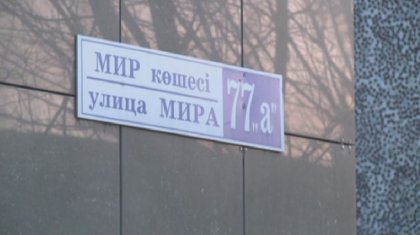 МИР көшесі
улица МИРА
77 „а"